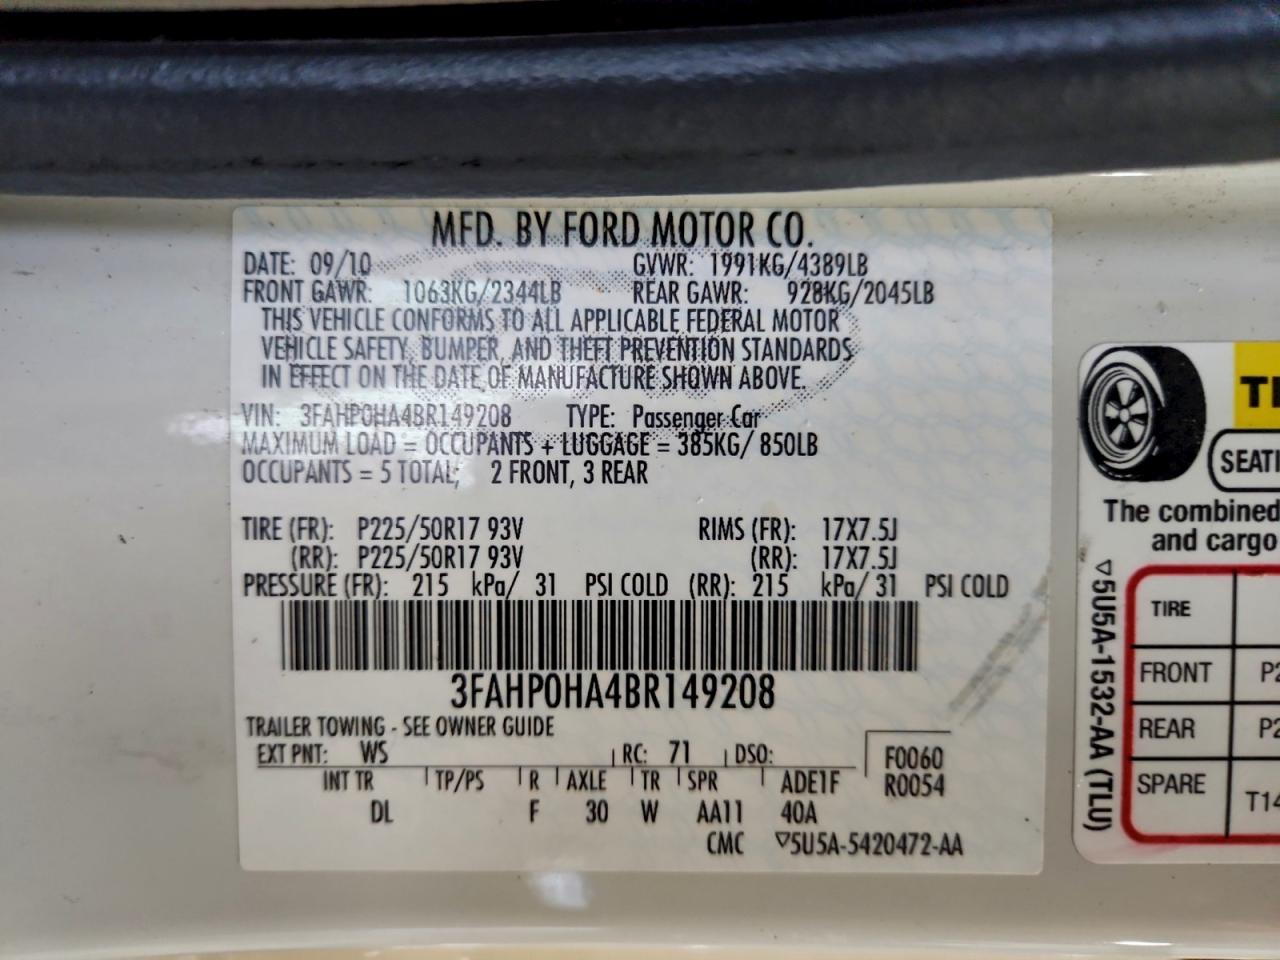 MFD. BY FORD MOTOR CO.
DATE: 09/10 GVWR: 1991KG/4389LB
FRONT GAWR: 1063KG/2344LB REAR GAWR: 928KG/2045LB
THIS VEHICLE CONFORMS TO ALL APPLICABLE FEDERAL MOTOR
VEHICLE SAFETY, BUMPER, AND THEFT PREVENTION STANDARDS
IN EFFECT ON THE DATE OF MANUFACTURE SHOWN ABOVE.
VIN: 3FAHP0HA4BR149208 TYPE: Passenger Car
MAXIMUM LOAD = OCCUPANTS + LUGGAGE = 385KG/ 850LB
OCCUPANTS = 5 TOTAL; 2 FRONT, 3 REAR
TIRE (FR): P225/50R17 93V RIMS (FR): 17X7.5J
(RR): P225/50R17 93V (RR): 17X7.5J
PRESSURE (FR): 215 kPa/ 31 PSI COLD (RR): 215 kPa/ 31 PSI COLD
3FAHP0HA4BR149208
TRAILER TOWING - SEE OWNER GUIDE
EXT PNT: WS RC: 71 DSO: F0060
R0054
INT TR TP/PS R AXLE TR SPR ADE1F
DL F 30 W AA11 40A
CMC ▽5U5A-5420472-AA
SEATI
The combined
and cargo
TIRE
FRONT P2
REAR P2
SPARE T14
▽5U5A-1532-AA (TLU)